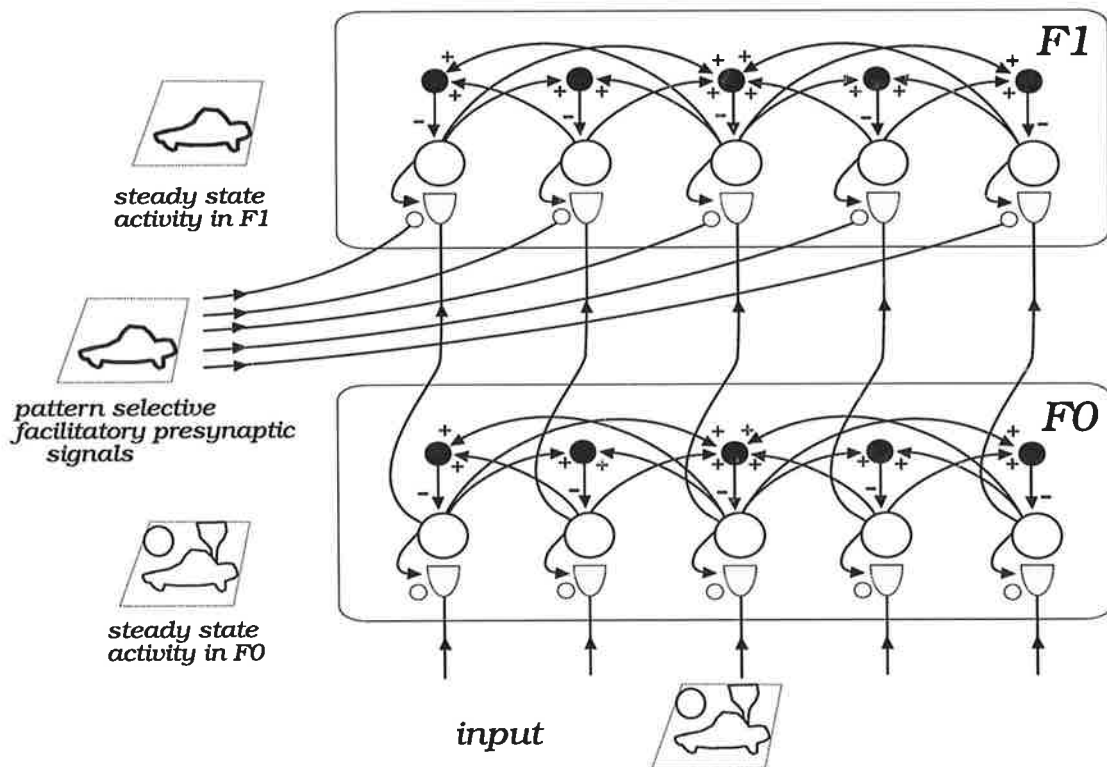 F1
steady state
activity in F1
pattern selective
facilitatory presynaptic
signals
F0
steady state
activity in F0
input